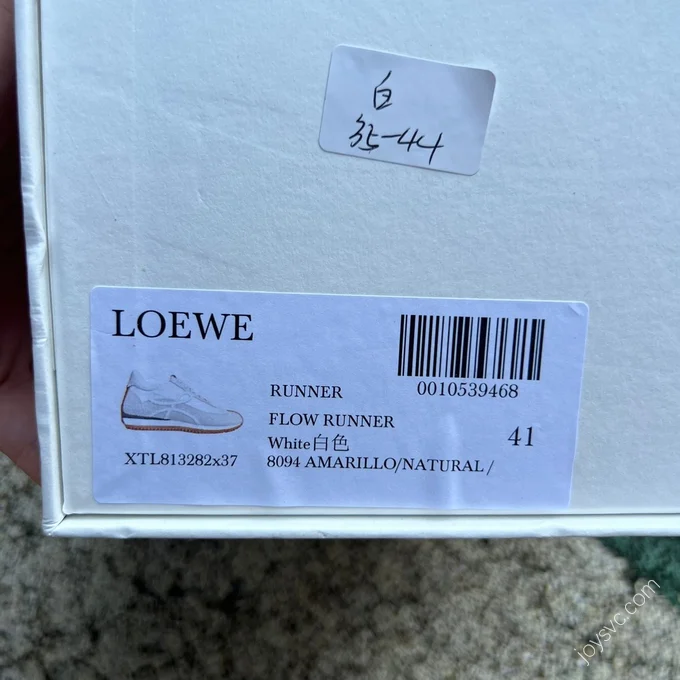 白
35-44
LOEWE
0010539468
RUNNER
FLOW RUNNER
41
White白色
XTL813282x37
8094 AMARILLO/NATURAL /
joysvc.com